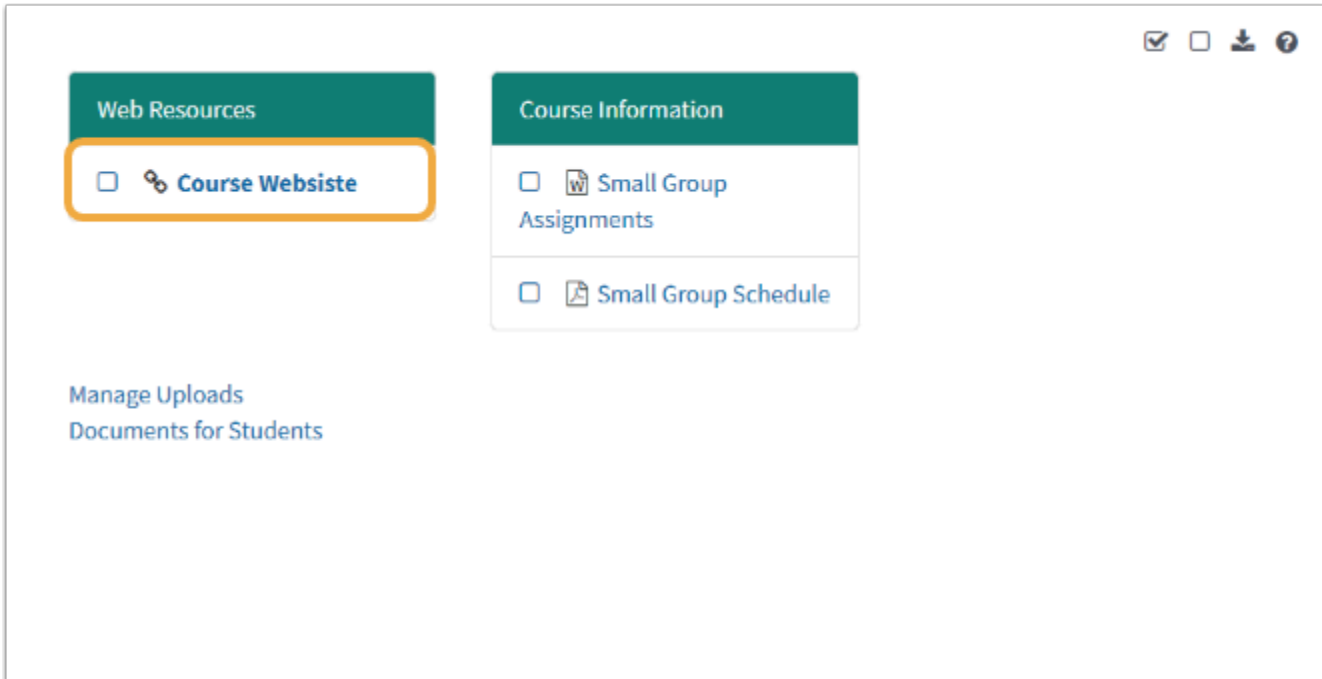 Web Resources
Course Websiste
Course Information
Small Group
Assignments
Small Group Schedule
Manage Uploads
Documents for Students